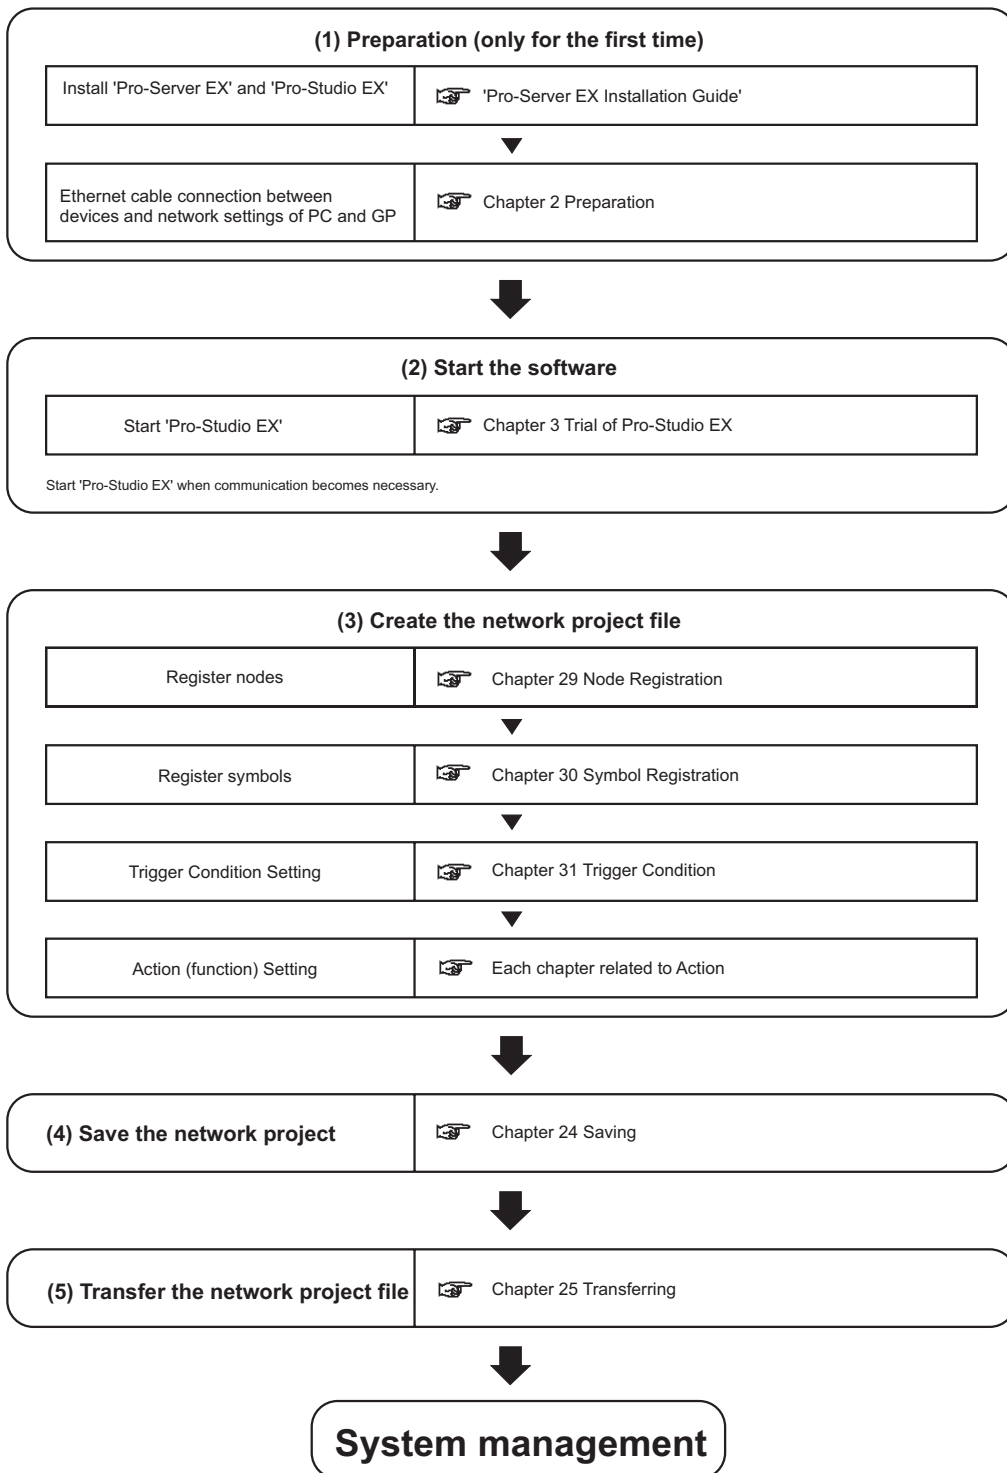 (1) Preparation (only for the first time)
Install 'Pro-Server EX' and 'Pro-Studio EX'
'Pro-Server EX Installation Guide'
Ethernet cable connection between
devices and network settings of PC and GP
Chapter 2 Preparation
(2) Start the software
Start 'Pro-Studio EX'
Chapter 3 Trial of Pro-Studio EX
Start 'Pro-Studio EX' when communication becomes necessary.
(3) Create the network project file
Register nodes
Chapter 29 Node Registration
Register symbols
Chapter 30 Symbol Registration
Trigger Condition Setting
Chapter 31 Trigger Condition
Action (function) Setting
Each chapter related to Action
(4) Save the network project
Chapter 24 Saving
(5) Transfer the network project file
Chapter 25 Transferring
System management